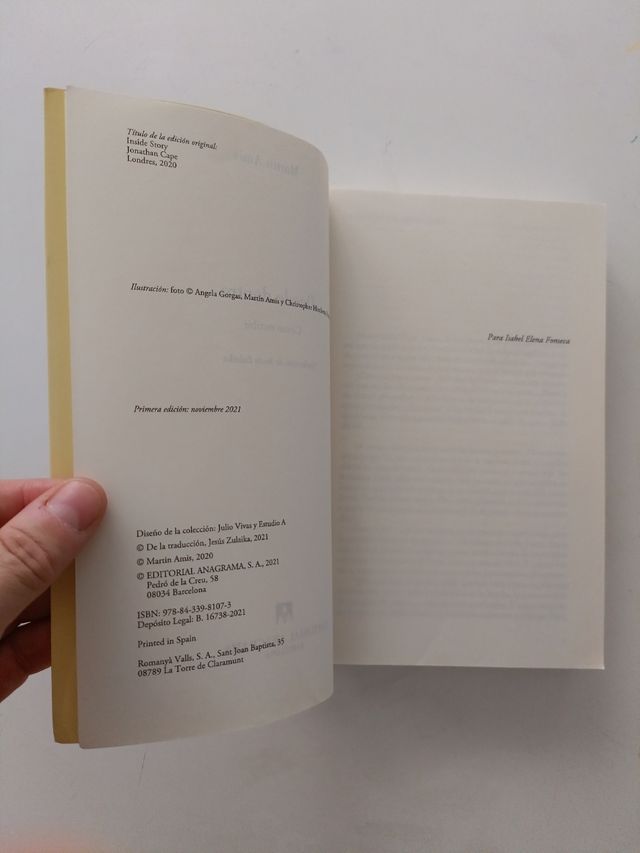 Título de la edición original:
Inside Story
Jonathan Cape
Londres, 2020
Ilustración: foto © Angela Gorgas, Martin Amis y Christopher
Primera edición: noviembre 2021
Diseño de la colección: Julio Vivas y Estudio A
© De la traducción, Jesús Zulaika, 2021
© Martin Amis, 2020
© EDITORIAL ANAGRAMA, S. A., 2021
Pedró de la Creu, 58
08034 Barcelona
ISBN: 978-84-339-8107-3
Depósito Legal: B. 16738-2021
Printed in Spain
Romanyà Valls, S. A., Sant Joan Baptista, 35
08789 La Torre de Claramunt
Para Isabel Elena Fonseca